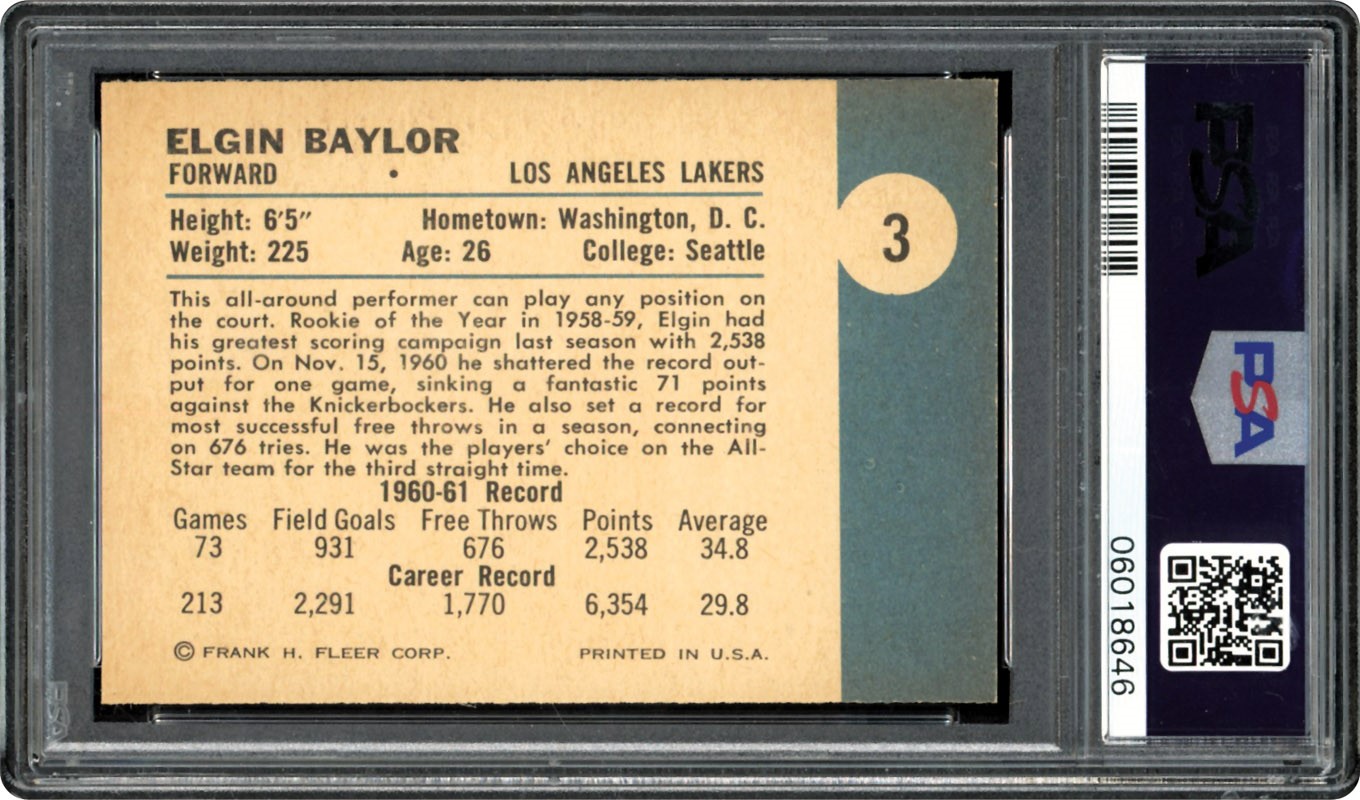 ELGIN BAYLOR
FORWARD • LOS ANGELES LAKERS
Height: 6'5" Hometown: Washington, D. C.
Weight: 225 Age: 26 College: Seattle
3
This all-around performer can play any position on
the court. Rookie of the Year in 1958-59, Elgin had
his greatest scoring campaign last season with 2,538
points. On Nov. 15, 1960 he shattered the record out-
put for one game, sinking a fantastic 71 points
against the Knickerbockers. He also set a record for
most successful free throws in a season, connecting
on 676 tries. He was the players' choice on the All-
Star team for the third straight time.
1960-61 Record
Games Field Goals Free Throws Points Average
73 931 676 2,538 34.8
Career Record
213 2,291 1,770 6,354 29.8
© FRANK H. FLEER CORP. PRINTED IN U.S.A.
PSA
PSA
06018646